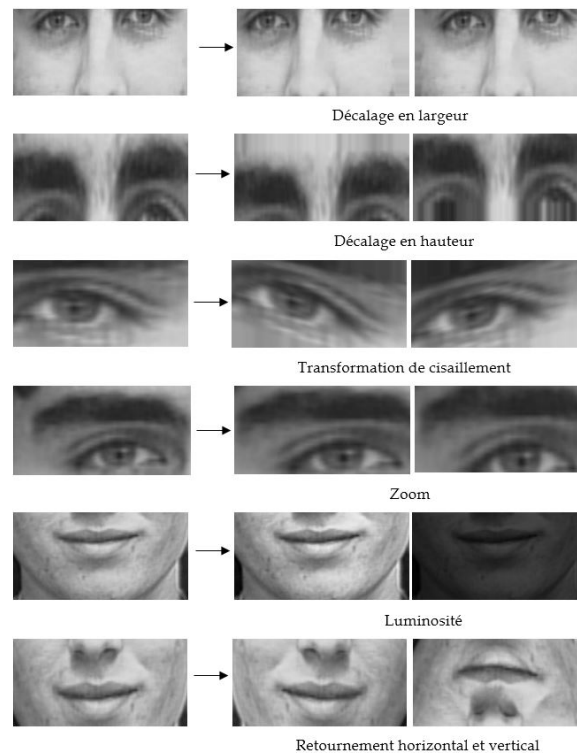 Décalage en largeur
Décalage en hauteur
Transformation de cisaillement
Zoom
Luminosité
Retournement horizontal et vertical